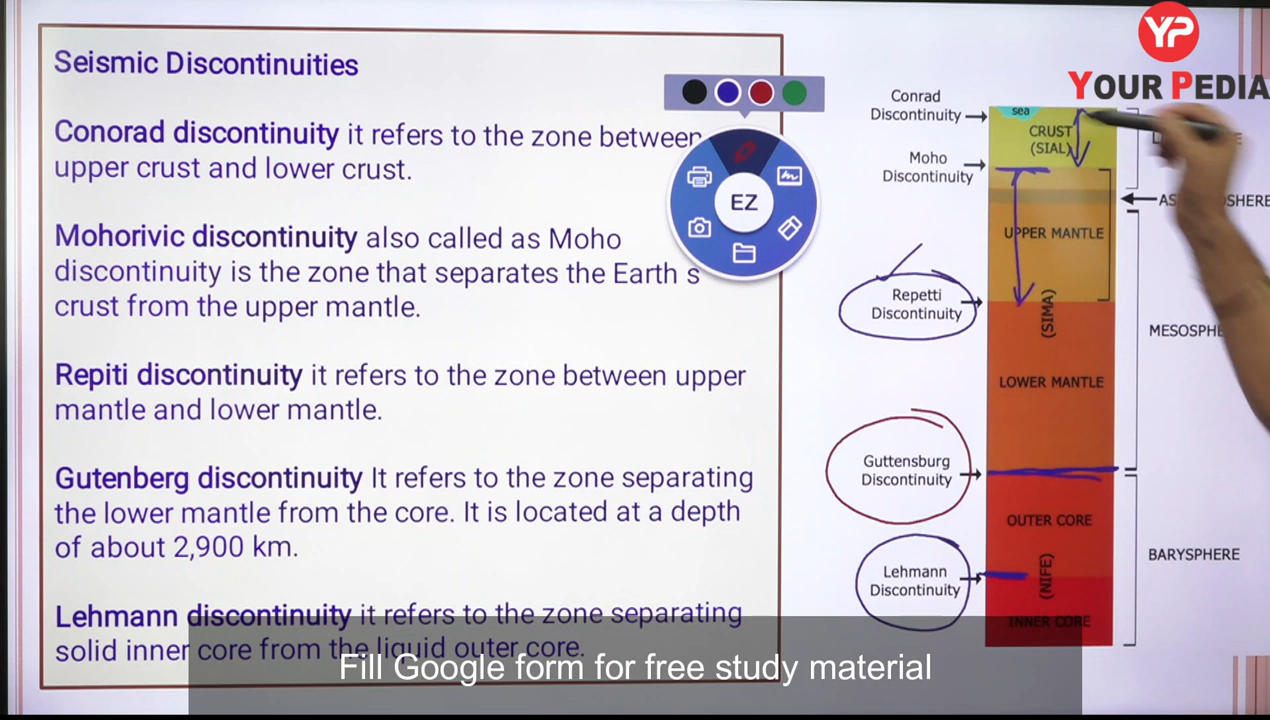 Seismic Discontinuities
Conorad discontinuity it refers to the zone between
upper crust and lower crust.
Mohorivic discontinuity also called as Moho
discontinuity is the zone that separates the Earth s
crust from the upper mantle.
Repiti discontinuity it refers to the zone between upper
mantle and lower mantle.
Gutenberg discontinuity It refers to the zone separating
the lower mantle from the core. It is located at a depth
of about 2,900 km.
Lehmann discontinuity it refers to the zone separating
solid inner core from the liquid outer core.
EZ
YP
YOUR PEDIA
Conrad
Discontinuity
Moho
Discontinuity
Repetti
Discontinuity
Guttensburg
Discontinuity
Lehmann
Discontinuity
sea
CRUST
(SIAL)
UPPER MANTLE
(SIMA)
LOWER MANTLE
OUTER CORE
(NIFE)
INNER CORE
MESOSPHE
BARYSPHERE
Fill Google form for free study material